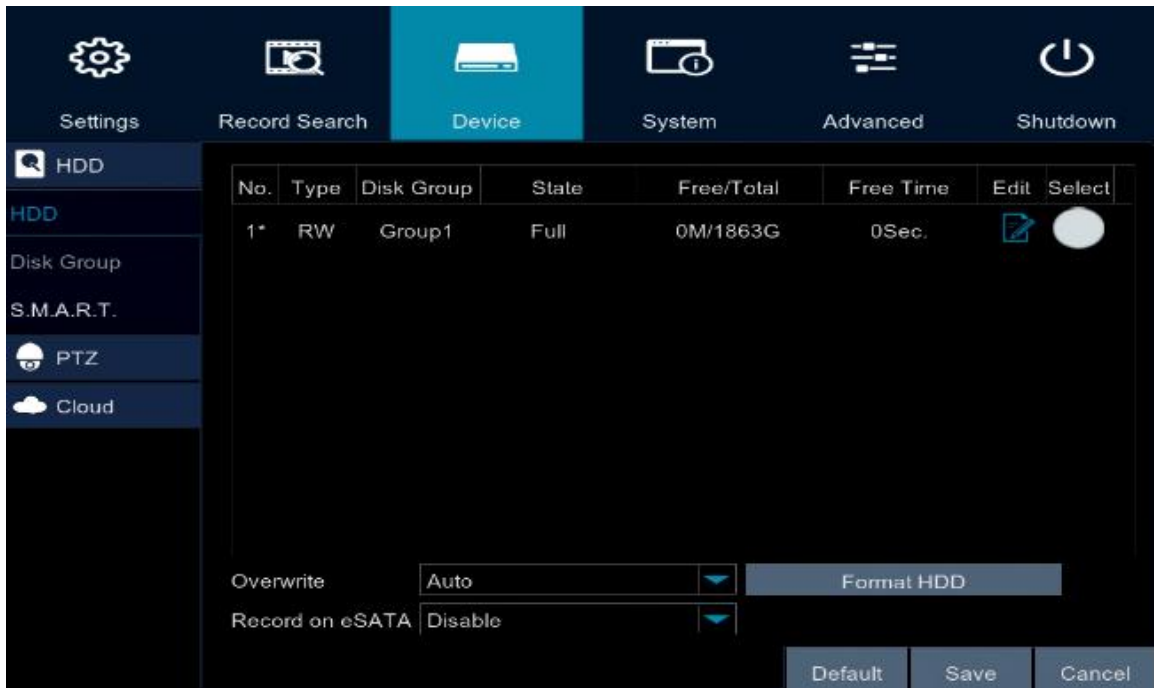 Settings Record Search Device System Advanced Shutdown
HDD
No. Type Disk Group State Free/Total Free Time Edit Select
HDD
1* RW Group1 Full 0M/1863G 0Sec.
Disk Group
S.M.A.R.T.
PTZ
Cloud
Overwrite Auto Format HDD
Record on eSATA Disable
Default Save Cancel